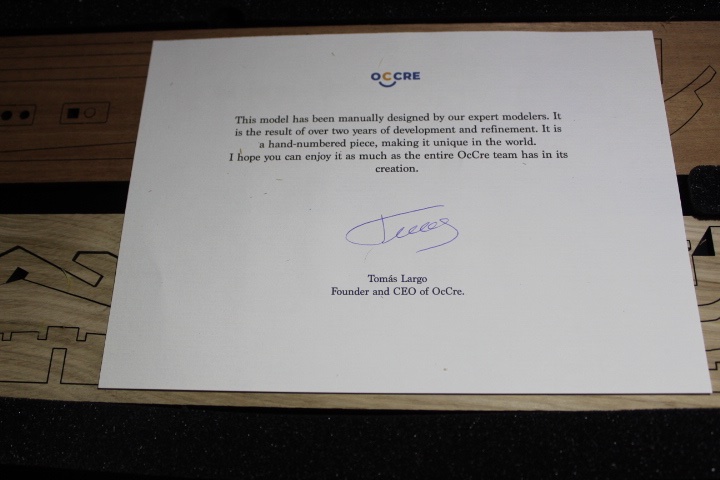 OCCRE
This model has been manually designed by our expert modelers. It
is the result of over two years of development and refinement. It is
a hand-numbered piece, making it unique in the world.
I hope you can enjoy it as much as the entire OcCre team has in its
creation.
Tomás Largo
Founder and CEO of OcCre.